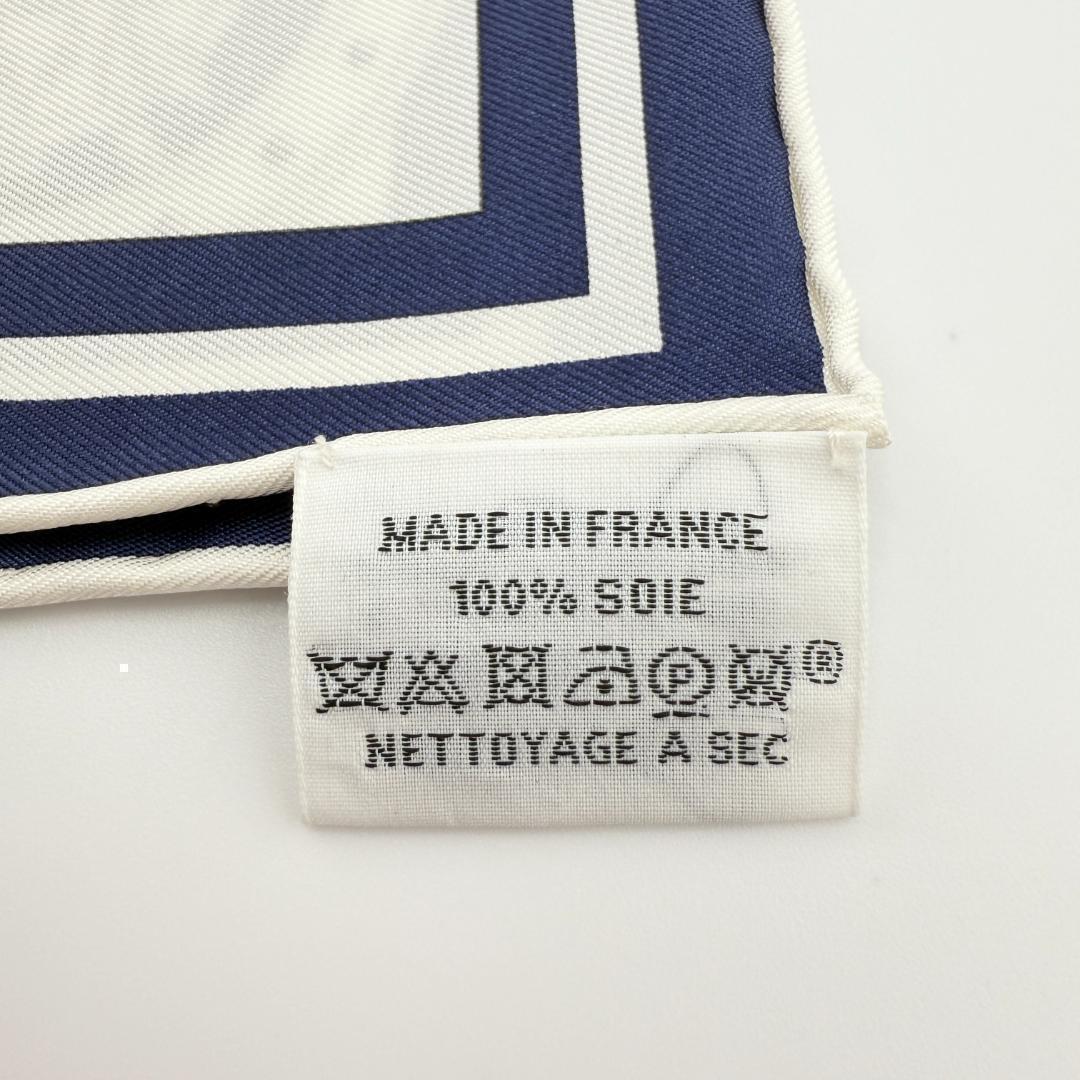 MADE IN FRANCE
100% SOIE
P W ®
NETTOYAGE A SEC